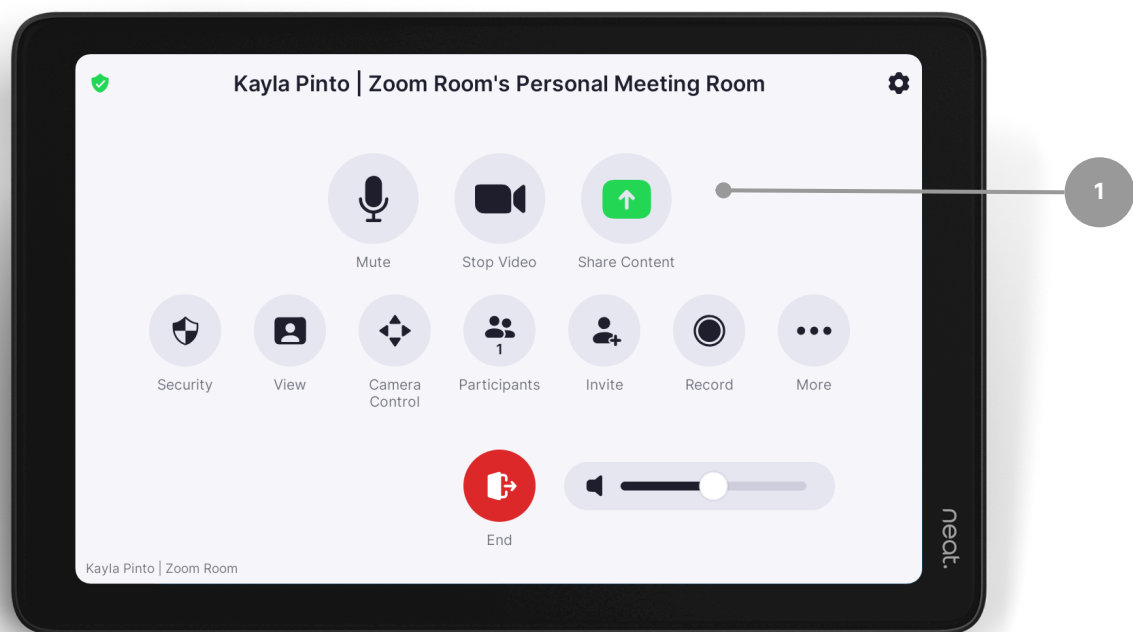 Kayla Pinto | Zoom Room's Personal Meeting Room
1
Mute
Stop Video
Share Content
1
Security
View
Camera
Control
Participants
Invite
Record
More
End
neat.
Kayla Pinto | Zoom Room